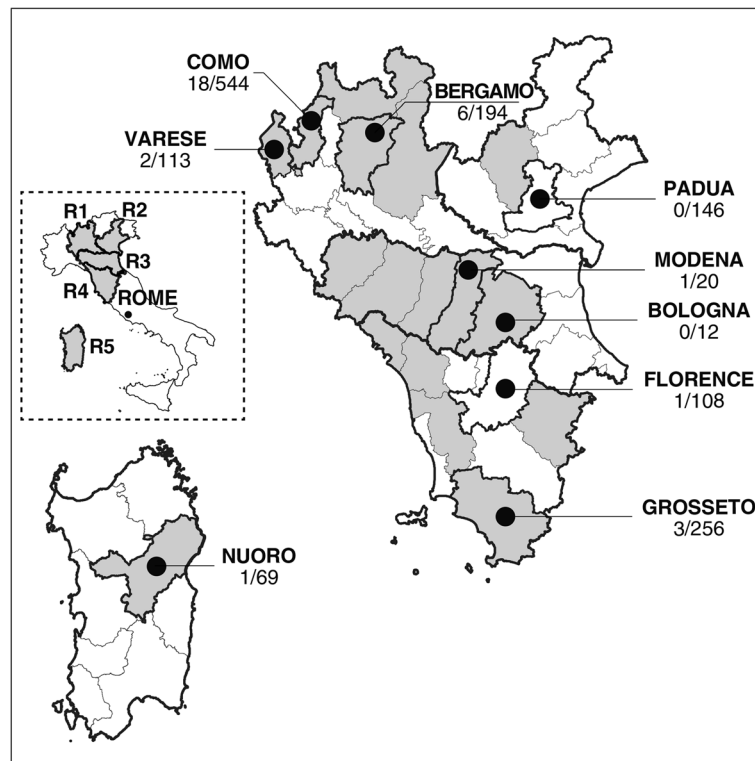 COMO
18/544
BERGAMO
6/194
VARESE
2/113
PADUA
0/146
R1
R2
R3
R4
ROME
R5
MODENA
1/20
BOLOGNA
0/12
FLORENCE
1/108
GROSSETO
3/256
NUORO
1/69